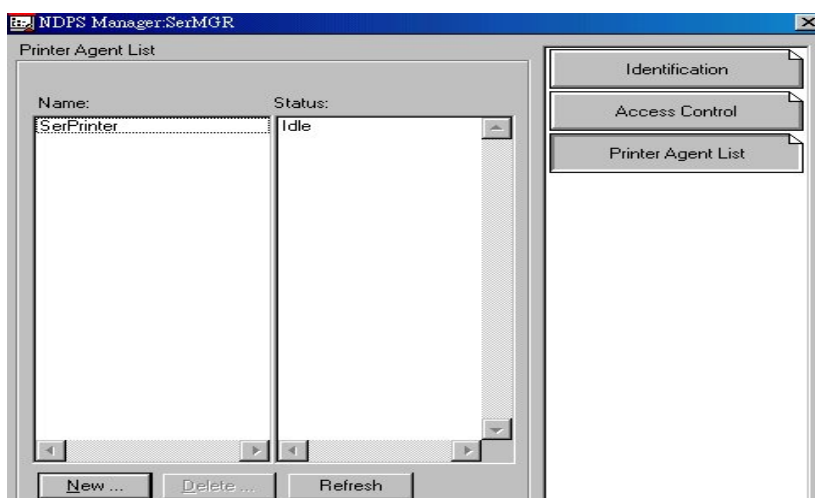 NDPS Manager:SerMGR
Printer Agent List
Identification
Name: Status:
Access Control
SerPrinter Idle
Printer Agent List
New ... Delete ... Refresh